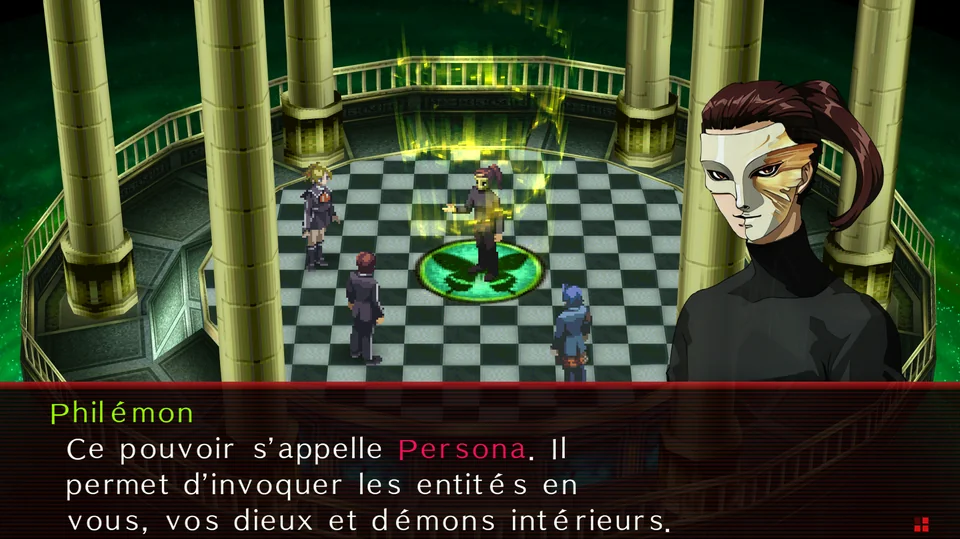 Philémon
Ce pouvoir s'appelle Persona. Il
permet d'invoquer les entités en
vous, vos dieux et démons intérieurs.